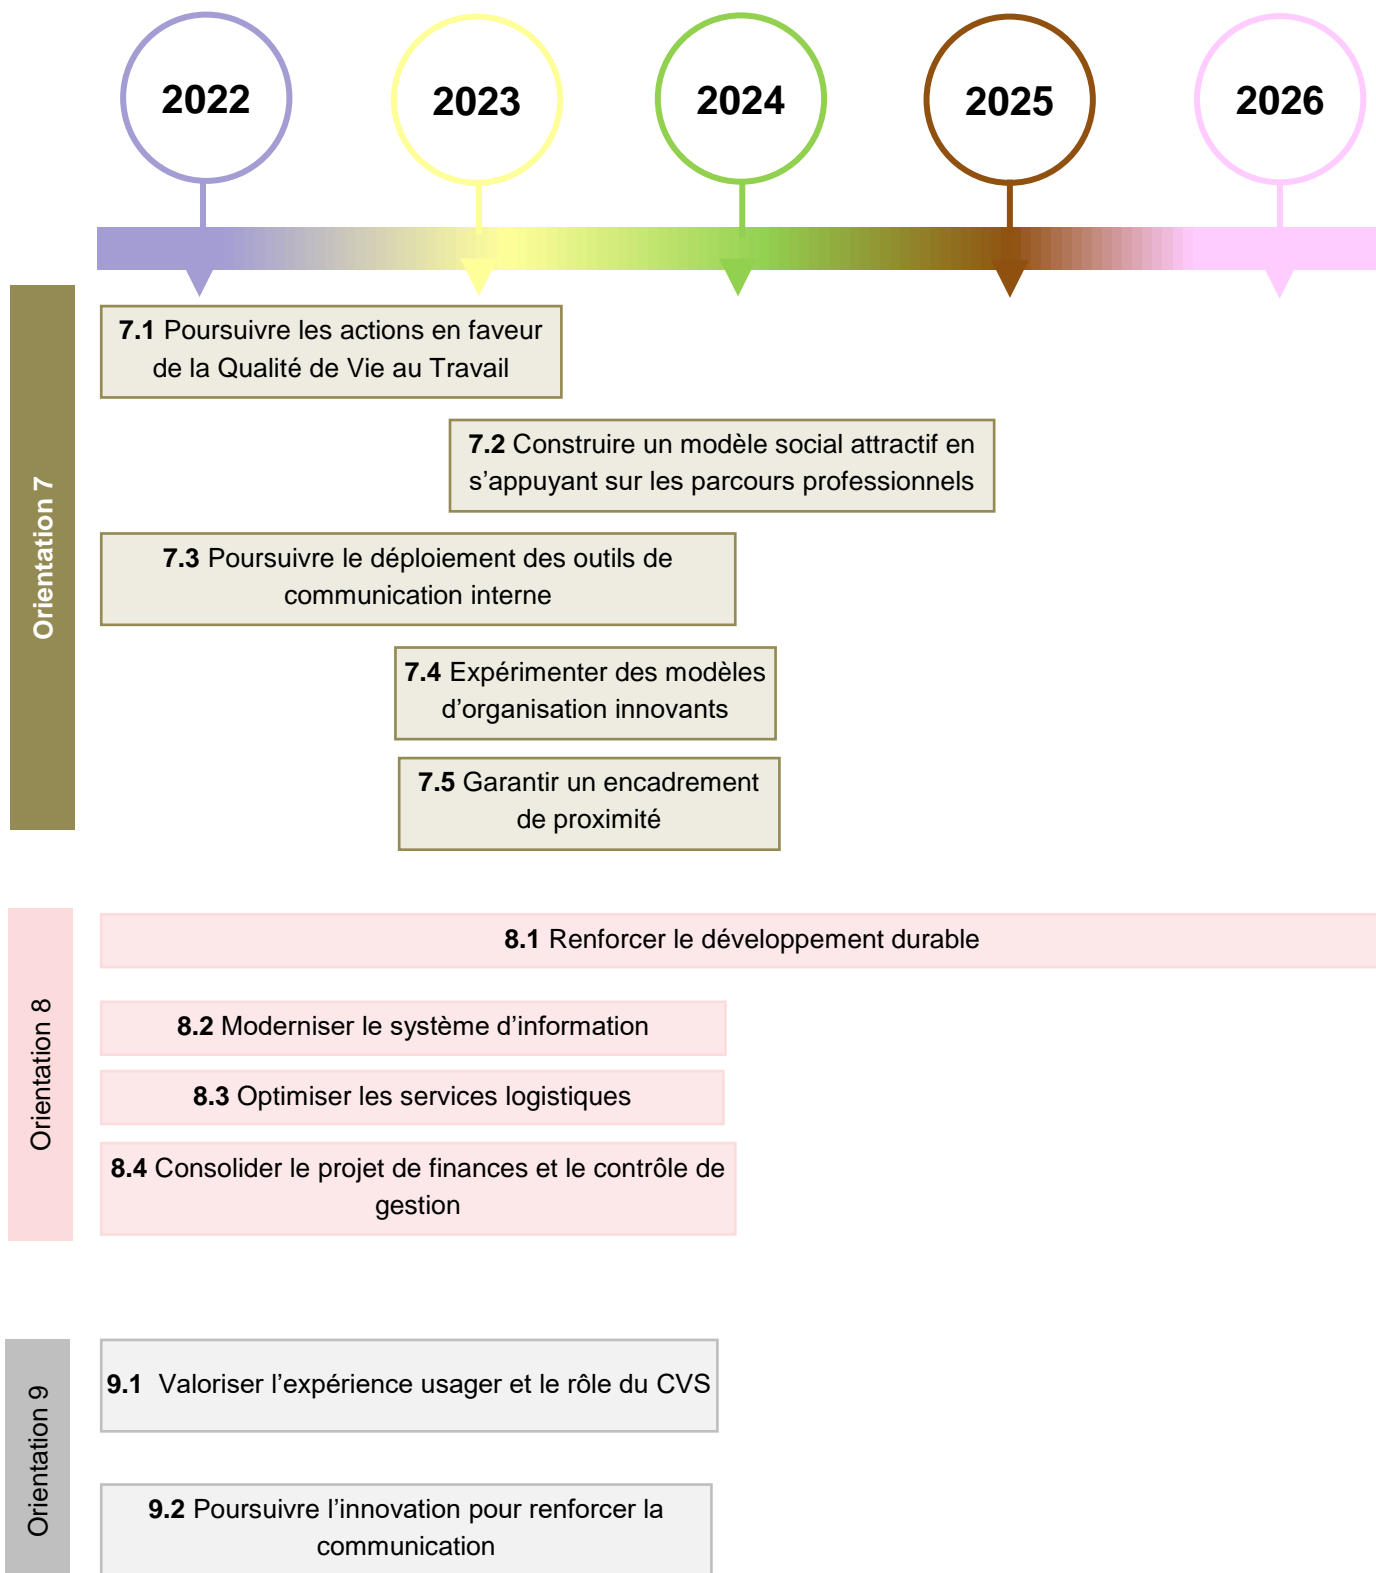 2022
2023
2024
2025
2026
Orientation 7
7.1 Poursuivre les actions en faveur
de la Qualité de Vie au Travail
7.2 Construire un modèle social attractif en
s’appuyant sur les parcours professionnels
7.3 Poursuivre le déploiement des outils de
communication interne
7.4 Expérimenter des modèles
d’organisation innovants
7.5 Garantir un encadrement
de proximité
Orientation 8
8.1 Renforcer le développement durable
8.2 Moderniser le système d’information
8.3 Optimiser les services logistiques
8.4 Consolider le projet de finances et le contrôle de
gestion
Orientation 9
9.1 Valoriser l’expérience usager et le rôle du CVS
9.2 Poursuivre l’innovation pour renforcer la
communication